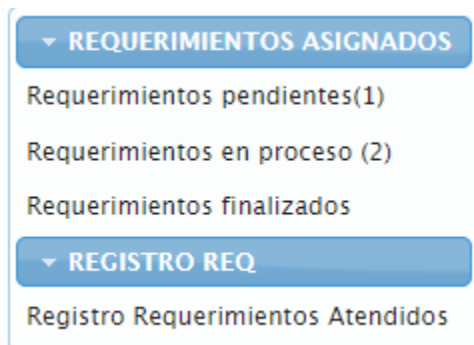 REQUERIMIENTOS ASIGNADOS
Requerimientos pendientes(1)
Requerimientos en proceso (2)
Requerimientos finalizados
REGISTRO REQ
Registro Requerimientos Atendidos